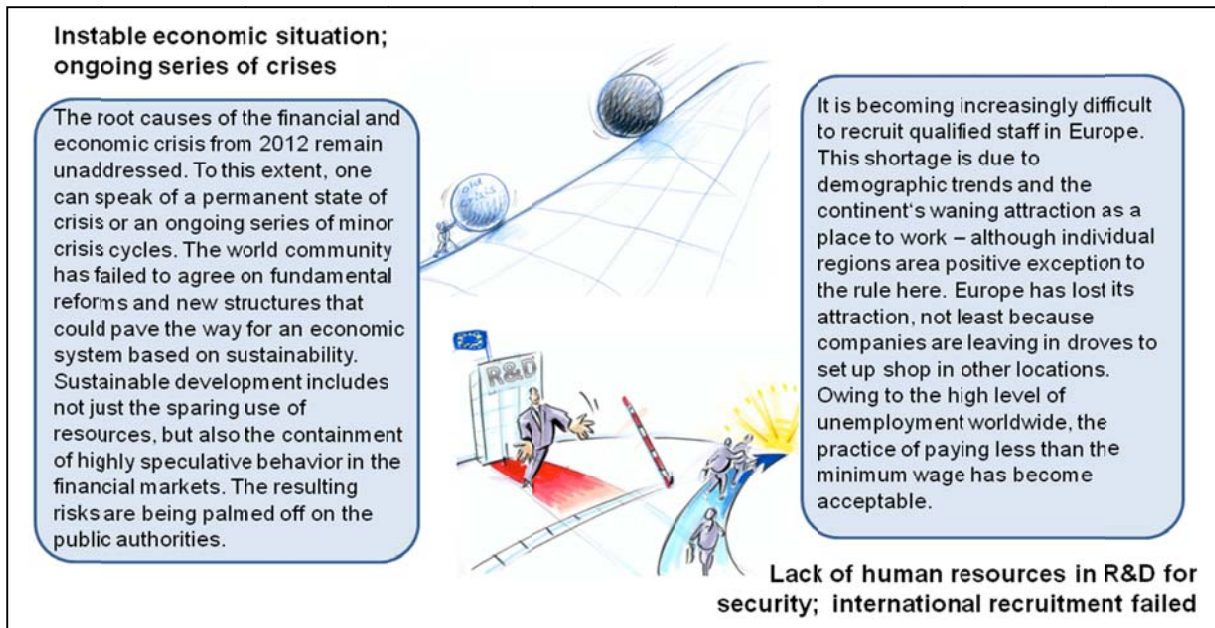 Instable economic situation;
ongoing series of crises
The root causes of the financial and
economic crisis from 2012 remain
unaddressed. To this extent, one
can speak of a permanent state of
crisis or an ongoing series of minor
crisis cycles. The world community
has failed to agree on fundamental
reforms and new structures that
could pave the way for an economic
system based on sustainability.
Sustainable development includes
not just the sparing use of
resources, but also the containment
of highly speculative behavior in the
financial markets. The resulting
risks are being palmed off on the
public authorities.
old
crisis
R&D
It is becoming increasingly difficult
to recruit qualified staff in Europe.
This shortage is due to
demographic trends and the
continent's waning attraction as a
place to work – although individual
regions area positive exception to
the rule here. Europe has lost its
attraction, not least because
companies are leaving in droves to
set up shop in other locations.
Owing to the high level of
unemployment worldwide, the
practice of paying less than the
minimum wage has become
acceptable.
Lack of human resources in R&D for
security; international recruitment failed